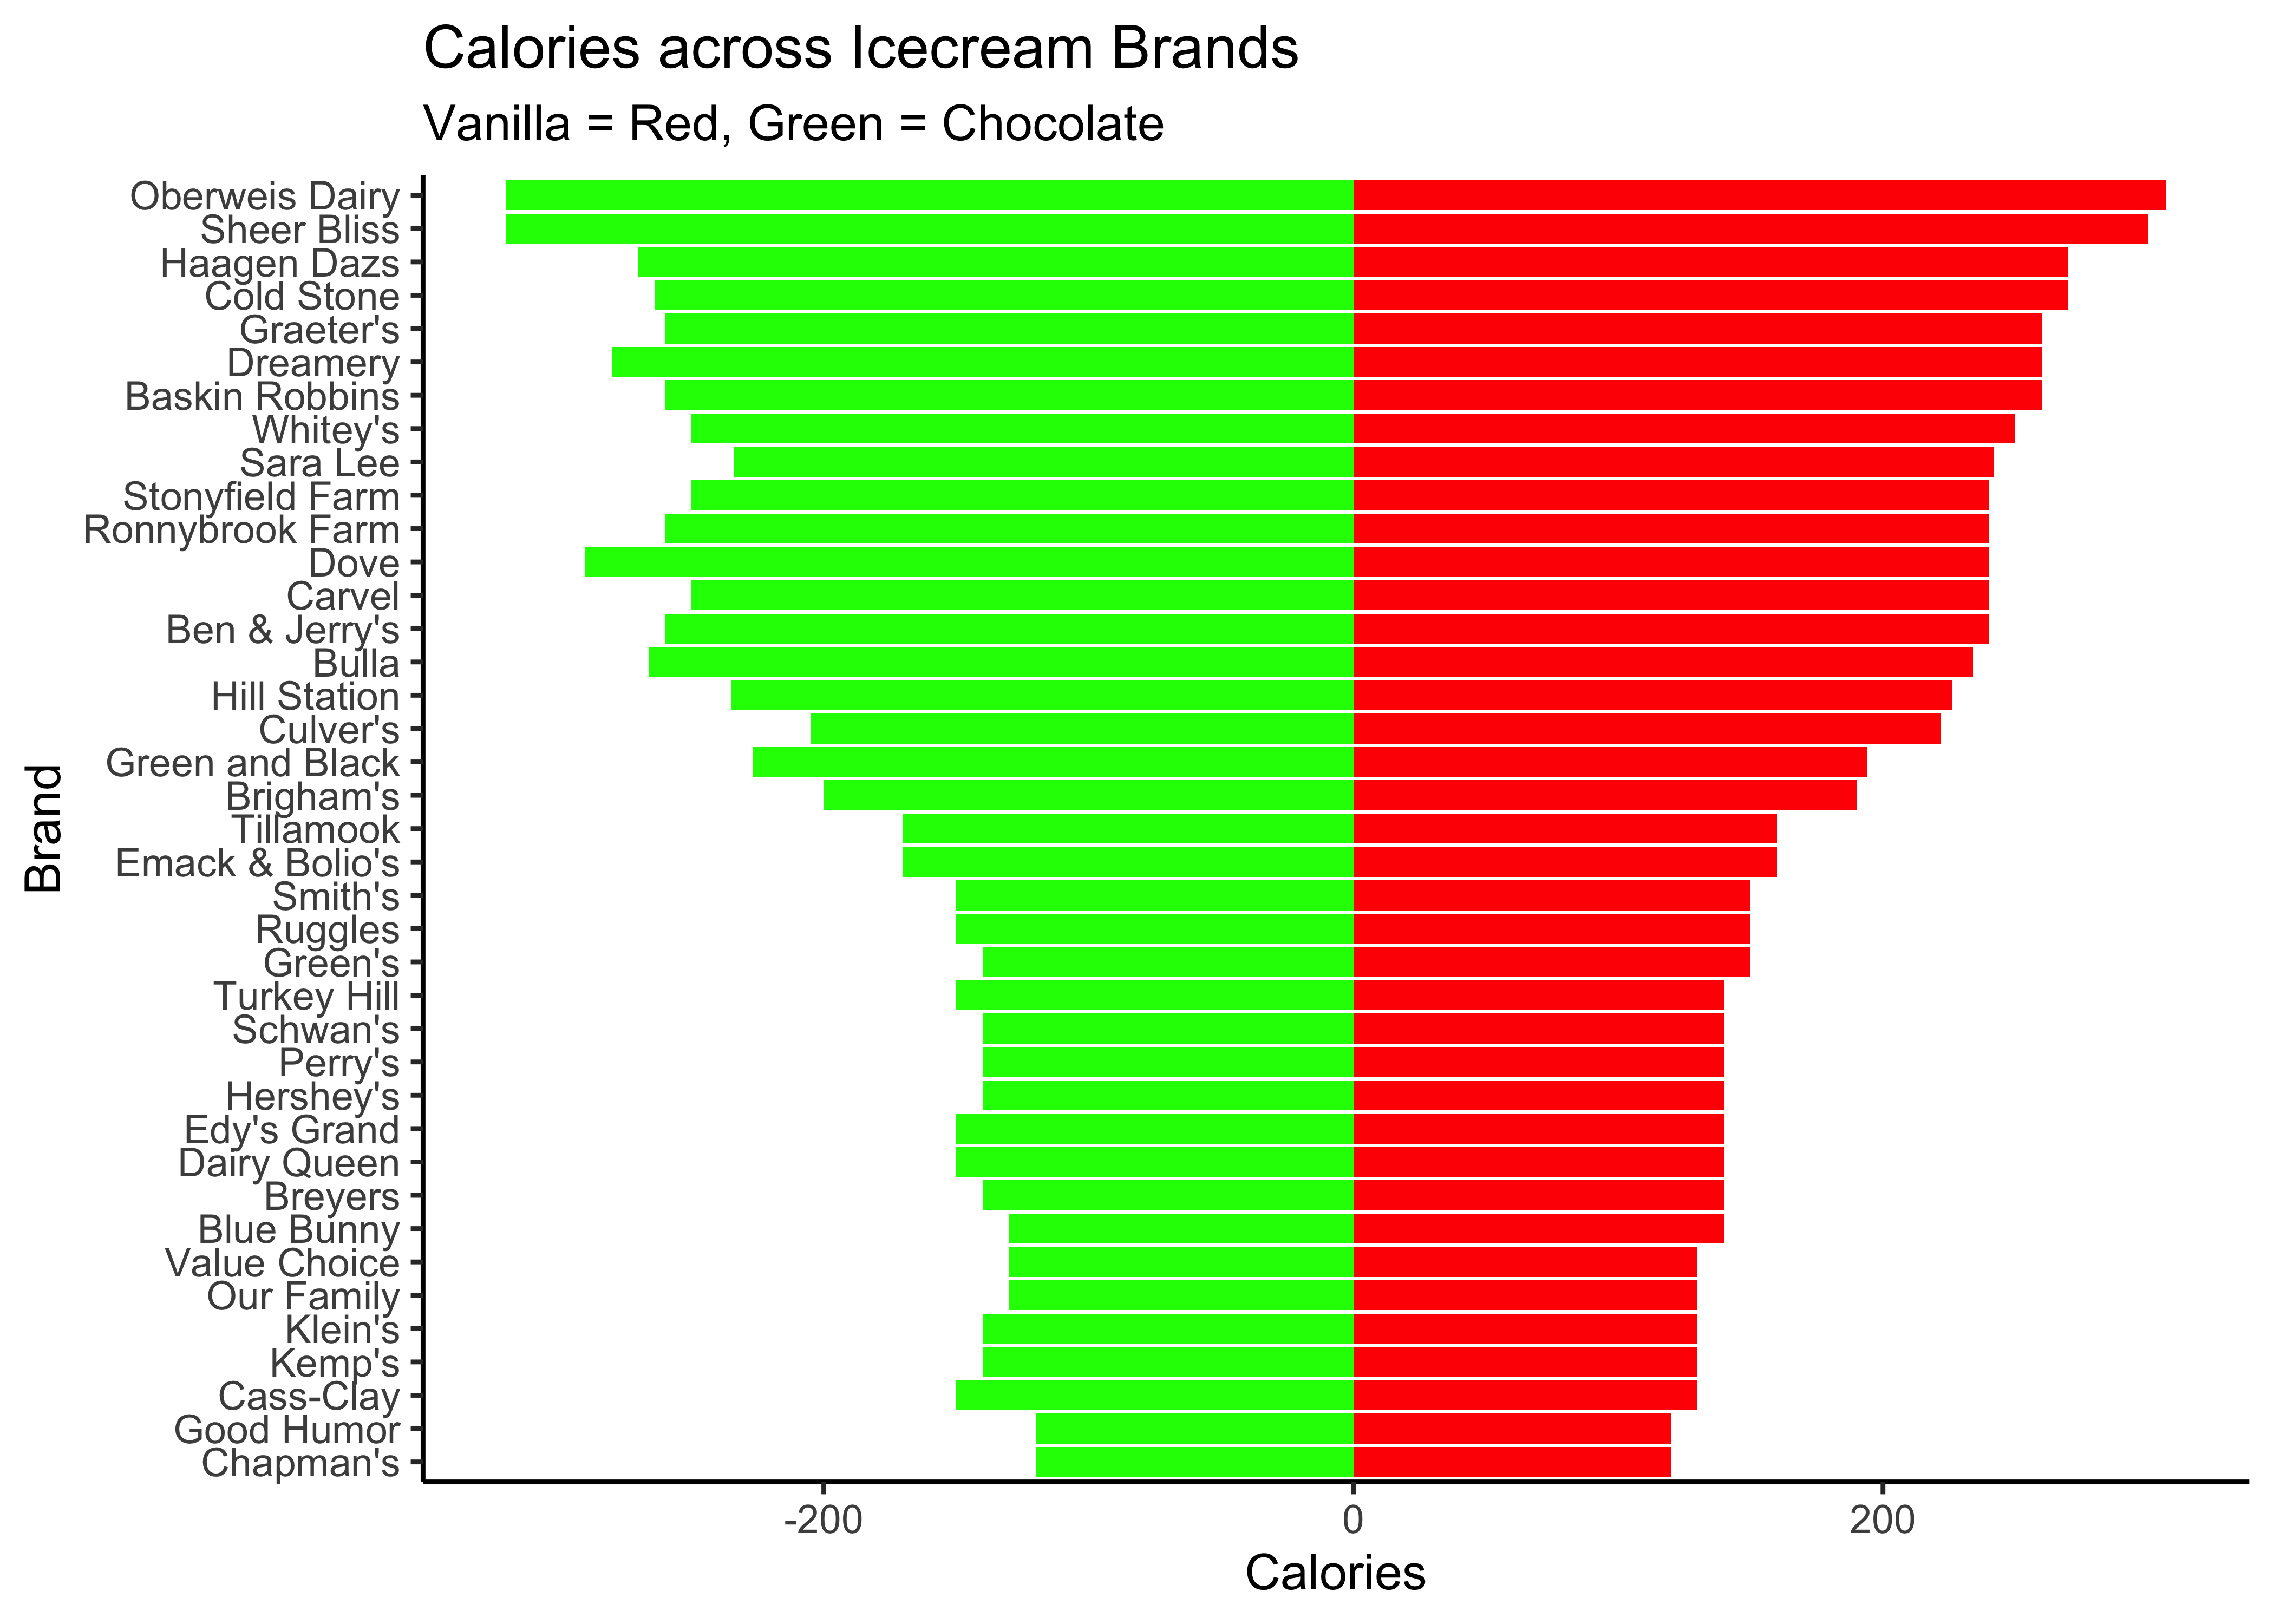 Calories across Icecream Brands
Vanilla = Red, Green = Chocolate
Oberweis Dairy
Sheer Bliss
Haagen Dazs
Cold Stone
Graeter's
Dreamery
Baskin Robbins
Whitey's
Sara Lee
Stonyfield Farm
Ronnybrook Farm
Dove
Carvel
Ben & Jerry's
Bulla
Hill Station
Culver's
Green and Black
Brigham's
Tillamook
Emack & Bolio's
Smith's
Ruggles
Green's
Turkey Hill
Schwan's
Perry's
Hershey's
Edy's Grand
Dairy Queen
Breyers
Blue Bunny
Value Choice
Our Family
Klein's
Kemp's
Cass-Clay
Good Humor
Chapman's
Brand
-200 0 200
Calories